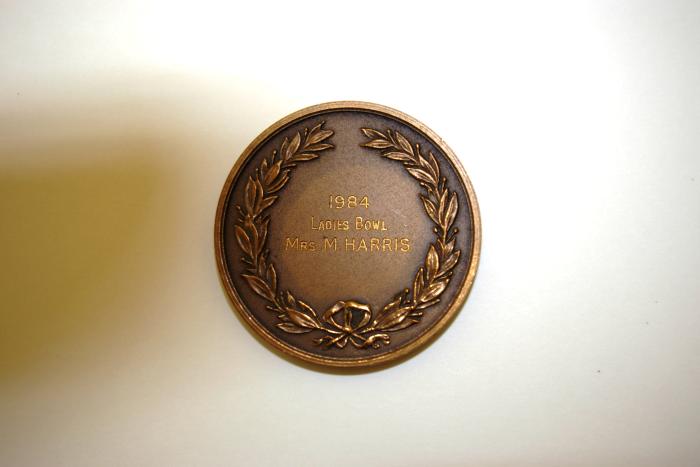 1984
LADIES BOWL
MRS. M. HARRIS